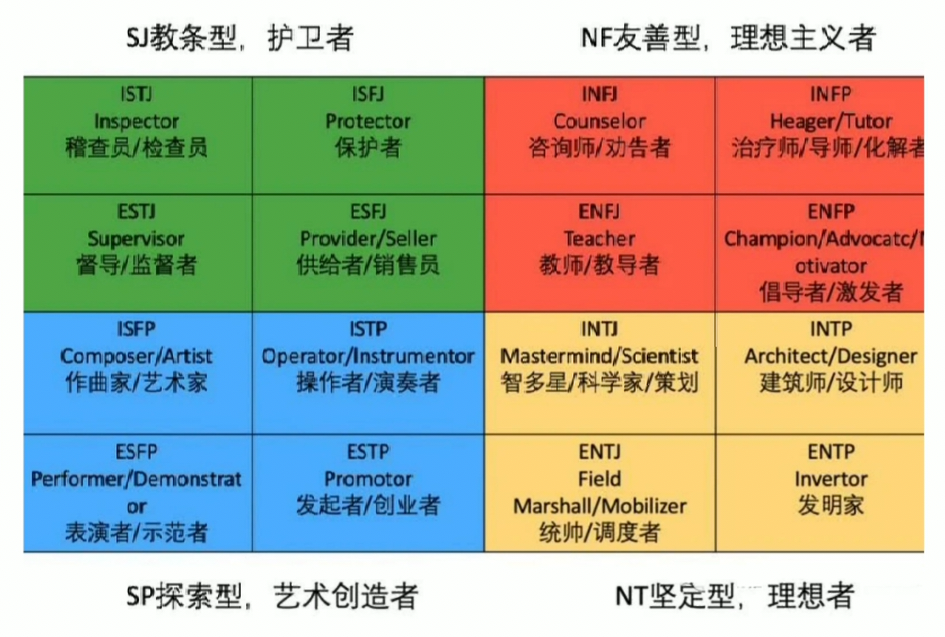 SJ教条型，护卫者
NF友善型，理想主义者
ISTJ
Inspector
稽查员/检查员
ISFJ
Protector
保护者
INFJ
Counselor
咨询师/劝告者
INFP
Heager/Tutor
治疗师/导师/化解者
ESTJ
Supervisor
督导/监督者
ESFJ
Provider/Seller
供给者/销售员
ENFJ
Teacher
教师/教导者
ENFP
Champion/Advocatc/M
otivator
倡导者/激发者
ISFP
Composer/Artist
作曲家/艺术家
ISTP
Operator/Instrumentor
操作者/演奏者
INTJ
Mastermind/Scientist
智多星/科学家/策划
INTP
Architect/Designer
建筑师/设计师
ESFP
Performer/Demonstrat
or
表演者/示范者
ESTP
Promotor
发起者/创业者
ENTJ
Field
Marshall/Mobilizer
统帅/调度者
ENTP
Invertor
发明家
SP探索型，艺术创造者
NT坚定型，理想者